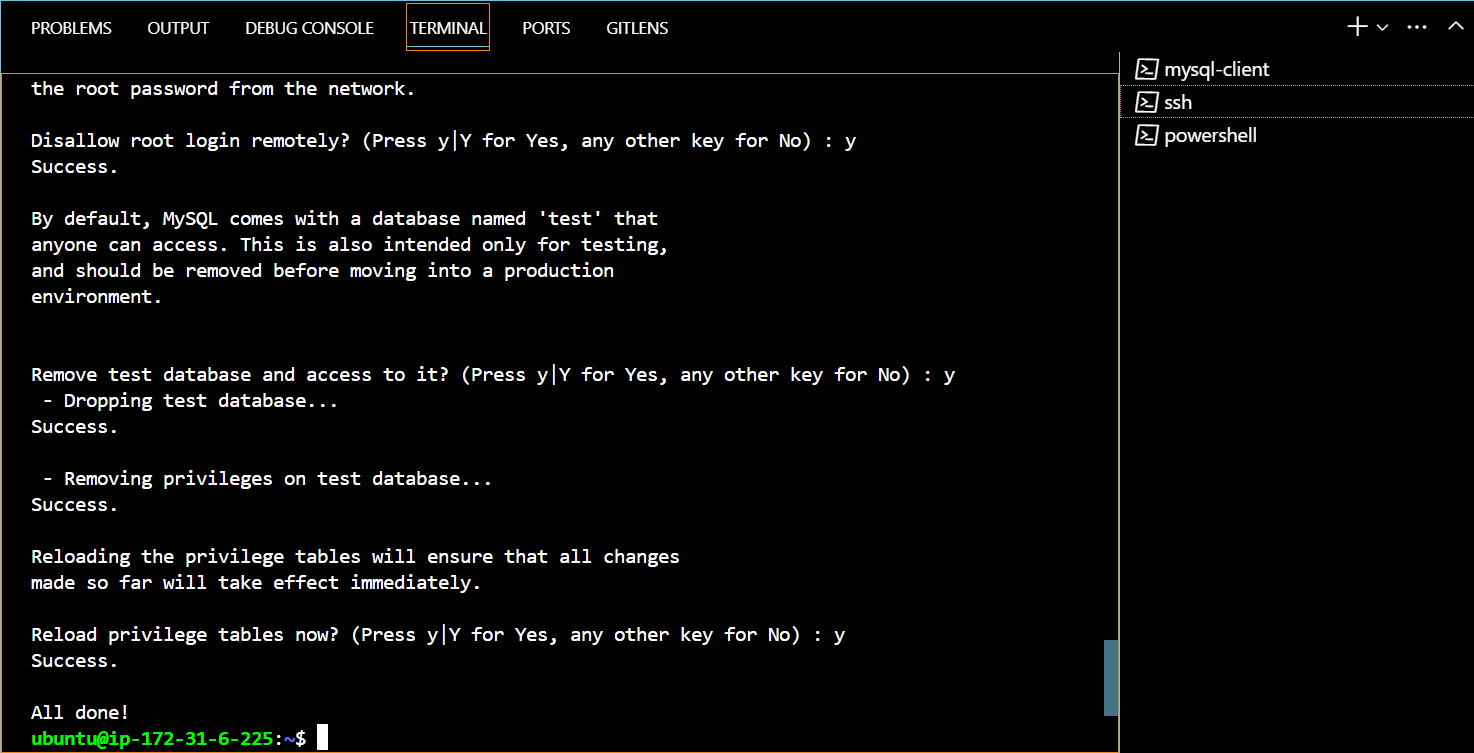 PROBLEMS OUTPUT DEBUG CONSOLE TERMINAL PORTS GITLENS
the root password from the network.
Disallow root login remotely? (Press y|Y for Yes, any other key for No) : y
Success.
By default, MySQL comes with a database named 'test' that
anyone can access. This is also intended only for testing,
and should be removed before moving into a production
environment.
Remove test database and access to it? (Press y|Y for Yes, any other key for No) : y
 - Dropping test database...
Success.
 - Removing privileges on test database...
Success.
Reloading the privilege tables will ensure that all changes
made so far will take effect immediately.
Reload privilege tables now? (Press y|Y for Yes, any other key for No) : y
Success.
All done!
ubuntu@ip-172-31-6-225:~$
mysql-client
ssh
powershell